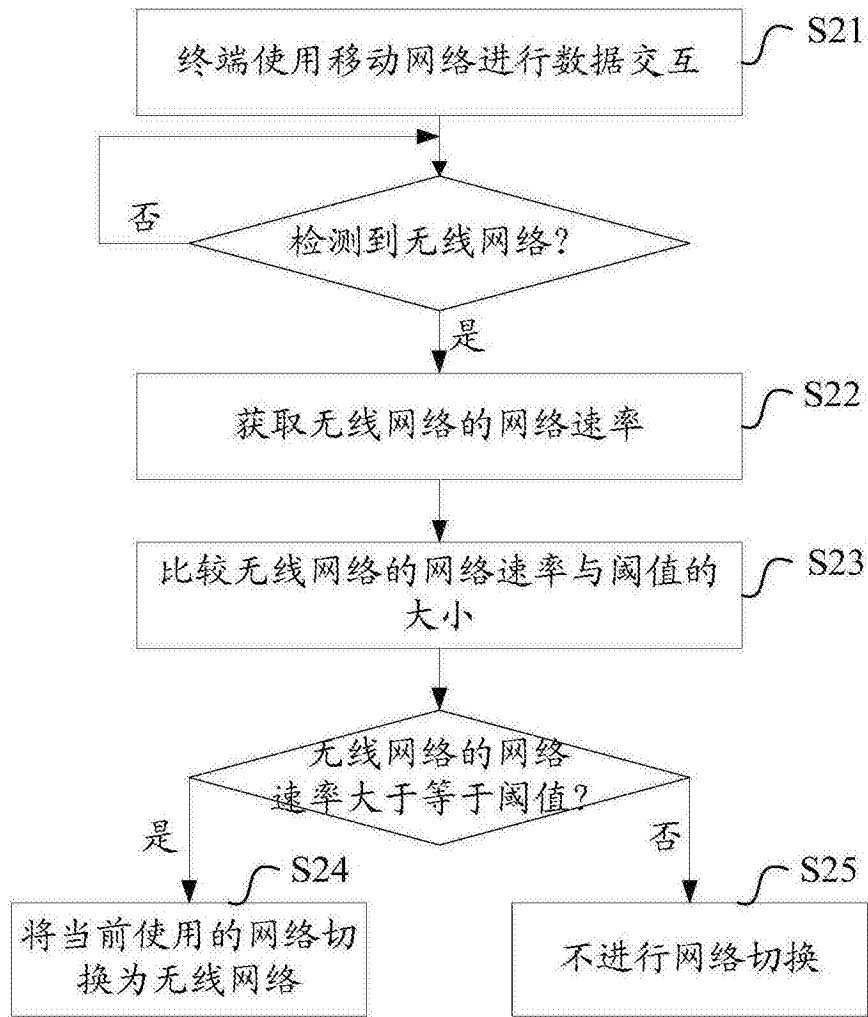 终端使用移动网络进行数据交互
S21
否
检测到无线网络？
是
获取无线网络的网络速率
S22
比较无线网络的网络速率与阈值的
大小
S23
无线网络的网络
速率大于等于阈值？
是
否
S24
将当前使用的网络切
换为无线网络
S25
不进行网络切换